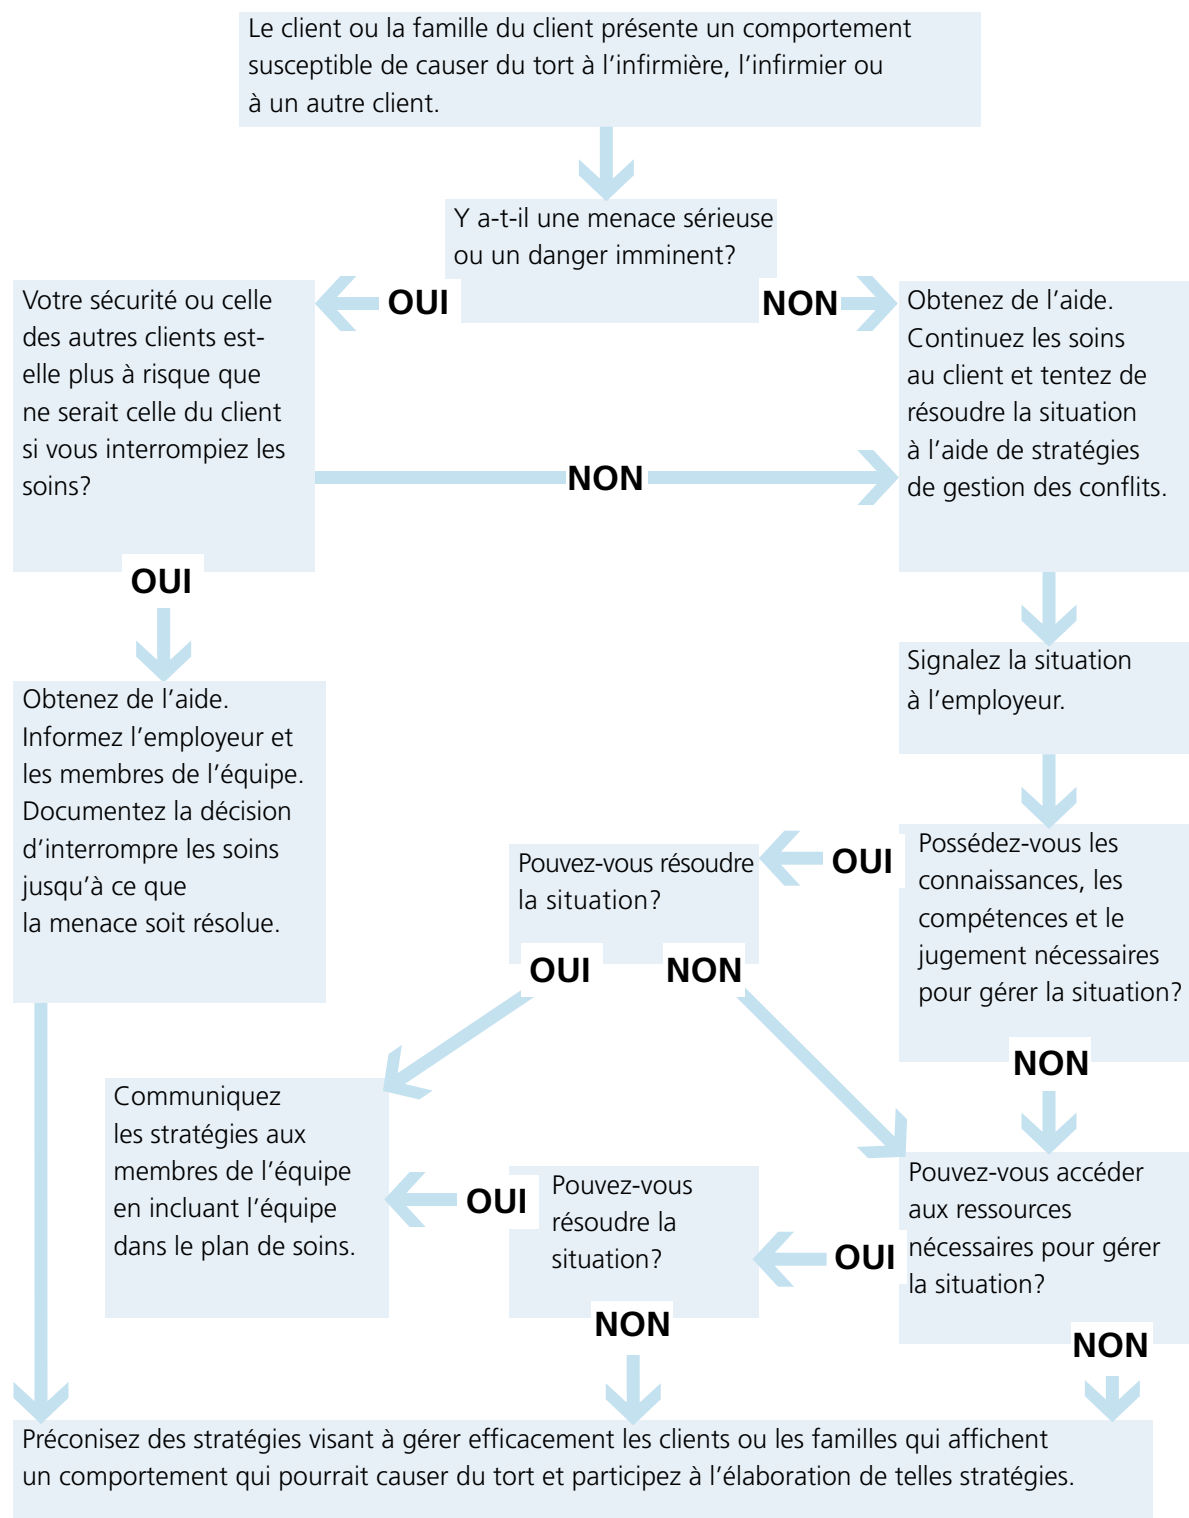 Le client ou la famille du client présente un comportement
susceptible de causer du tort à l’infirmière, l’infirmier ou
à un autre client.
Y a-t-il une menace sérieuse
ou un danger imminent?
OUI
NON
Votre sécurité ou celle
des autres clients est-
elle plus à risque que
ne serait celle du client
si vous interrompiez les
soins?
NON
Obtenez de l’aide.
Continuez les soins
au client et tentez de
résoudre la situation
à l’aide de stratégies
de gestion des conflits.
OUI
Obtenez de l’aide.
Informez l’employeur et
les membres de l’équipe.
Documentez la décision
d’interrompre les soins
jusqu’à ce que
la menace soit résolue.
Signalez la situation
à l’employeur.
Possédez-vous les
connaissances, les
compétences et le
jugement nécessaires
pour gérer la situation?
OUI
Pouvez-vous résoudre
la situation?
OUI
NON
NON
Communiquez
les stratégies aux
membres de l’équipe
en incluant l’équipe
dans le plan de soins.
OUI
Pouvez-vous
résoudre la
situation?
OUI
Pouvez-vous accéder
aux ressources
nécessaires pour gérer
la situation?
NON
NON
Préconisez des stratégies visant à gérer efficacement les clients ou les familles qui affichent
un comportement qui pourrait causer du tort et participez à l’élaboration de telles stratégies.